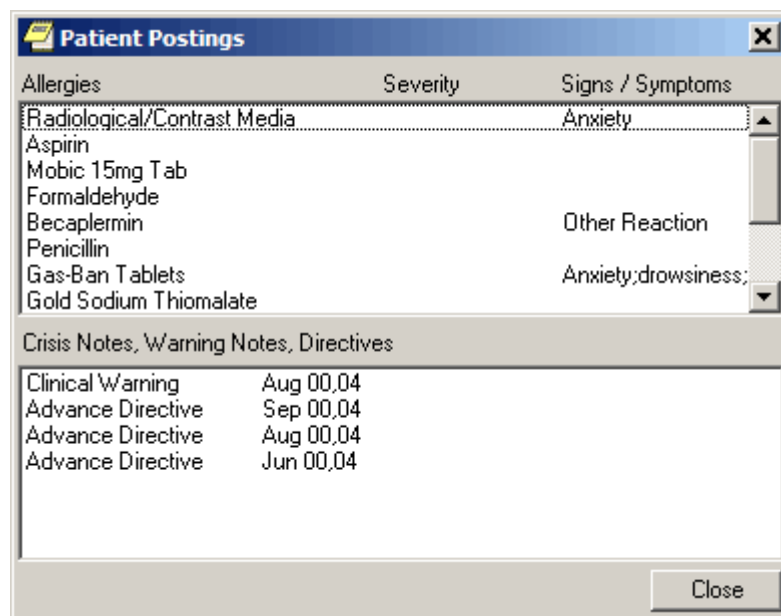 Patient Postings
Allergies Severity Signs / Symptoms
Radiological/Contrast Media Anxiety
Aspirin
Mobic 15mg Tab
Formaldehyde
Becaplermin Other Reaction
Penicillin
Gas-Ban Tablets Anxiety;drowsiness;
Gold Sodium Thiomalate
Crisis Notes, Warning Notes, Directives
Clinical Warning Aug 00,04
Advance Directive Sep 00,04
Advance Directive Aug 00,04
Advance Directive Jun 00,04
Close